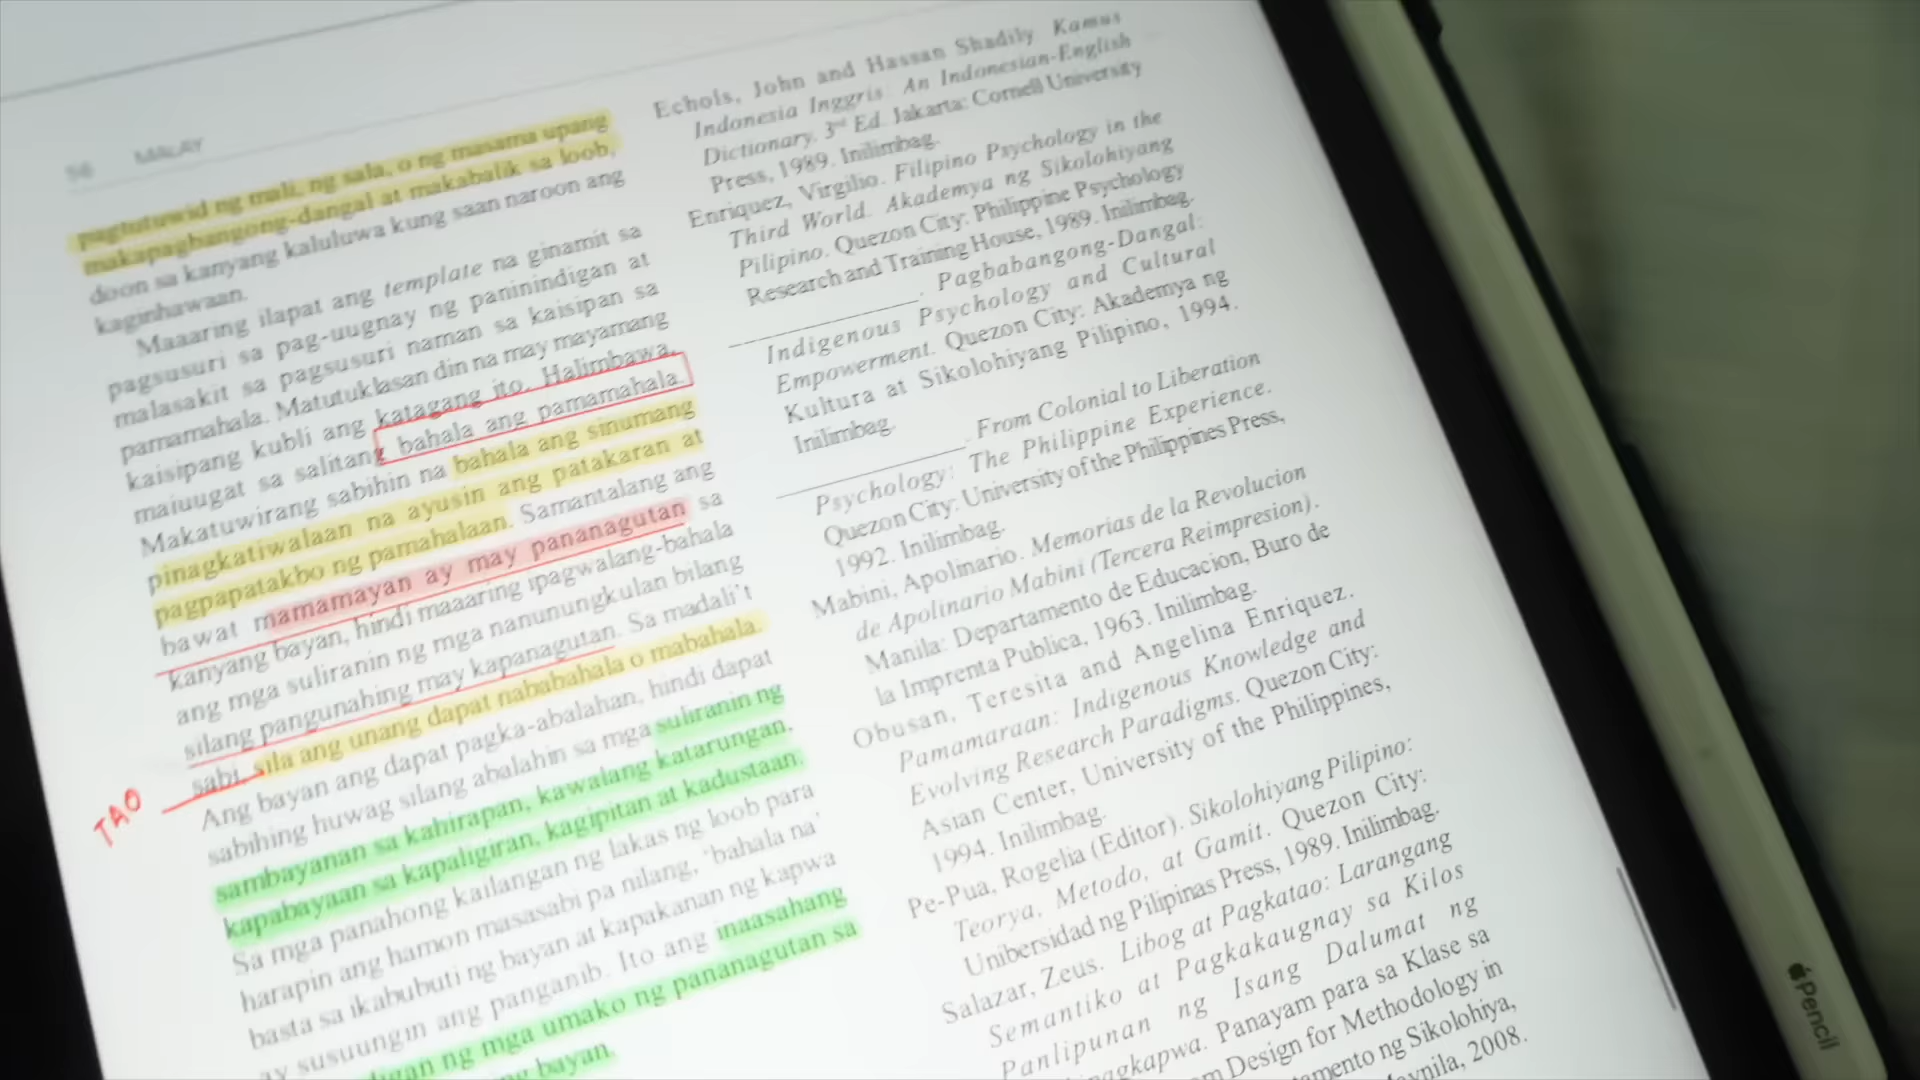 56 MALAY
pagtutuwid ng mali, ng sala, o ng masama upang
makapagbangong-dangal at makabalik sa loob,
doon sa kanyang kaluluwa kung saan naroon ang
kaginhawaan.
Maaaring ilapat ang template na ginamit sa
pagsusuri sa pag-uugnay ng paninindigan at
malasakit sa pagsusuri naman sa kaisipan sa
pamamahala. Matutuklasan din na may mayamang
kaisipang kubli ang katagang ito. Halimbawa,
maiuugat sa salitang bahala ang pamamahala.
Makatuwirang sabihin na bahala ang sinumang
pinagkatiwalaan na ayusin ang patakaran at
pagpapatakbo ng pamahalaan. Samantalang ang
bawat mamamayan ay may pananagutan sa
kanyang bayan, hindi maaaring ipagwalang-bahala
ang mga suliranin ng mga nanunungkulan bilang
silang pangunahing may kapanagutan. Sa madali't
sabi, sila ang unang dapat nababahala o mabahala.
TAO
Ang bayan ang dapat pagka-abalahan, hindi dapat
sabihing huwag silang abalahin sa mga suliranin ng
sambayanan sa kahirapan, kawalang katarungan,
kapabayaan sa kapaligiran, kagipitan at kadustaan.
Sa mga panahong kailangan ng lakas ng loob para
harapin ang hamon masasabi pa nilang, 'bahala na'
basta sa ikabubuti ng bayan at kapakanan ng kapwa
ay susuungin ang panganib. Ito ang inaasahang
ng mga umako ng pananagutan sa
bayan.
Echols, John and Hassan Shadily Kamus
Indonesia Inggris: An Indonesian-English
Dictionary. 3rd Ed. Jakarta: Cornell University
Press, 1989. Inilimbag.
Enriquez, Virgilio. Filipino Psychology in the
Third World. Akademya ng Sikolohiyang
Pilipino. Quezon City: Philippine Psychology
Research and Training House, 1989. Inilimbag.
____________. Pagbabangong-Dangal:
Indigenous Psychology and Cultural
Empowerment. Quezon City: Akademya ng
Kultura at Sikolohiyang Pilipino, 1994.
Inilimbag.
____________. From Colonial to Liberation
Psychology: The Philippine Experience.
Quezon City: University of the Philippines Press,
1992. Inilimbag.
Mabini, Apolinario. Memorias de la Revolucion
de Apolinario Mabini (Tercera Reimpresion).
Manila: Departamento de Educacion, Buro de
la Imprenta Publica, 1963. Inilimbag.
Obusan, Teresita and Angelina Enriquez.
Pamamaraan: Indigenous Knowledge and
Evolving Research Paradigms. Quezon City:
Asian Center, University of the Philippines,
1994. Inilimbag.
Pe-Pua, Rogelia (Editor). Sikolohiyang Pilipino:
Teorya, Metodo, at Gamit. Quezon City:
Unibersidad ng Pilipinas Press, 1989. Inilimbag.
Salazar, Zeus. Libog at Pagkatao: Larangang
Semantiko at Pagkakaugnay sa Kilos
Panlipunan ng Isang Dalumat ng
Panayam para sa Klase sa
Design for Methodology in
ng Sikolohiya,
2008.
Pencil